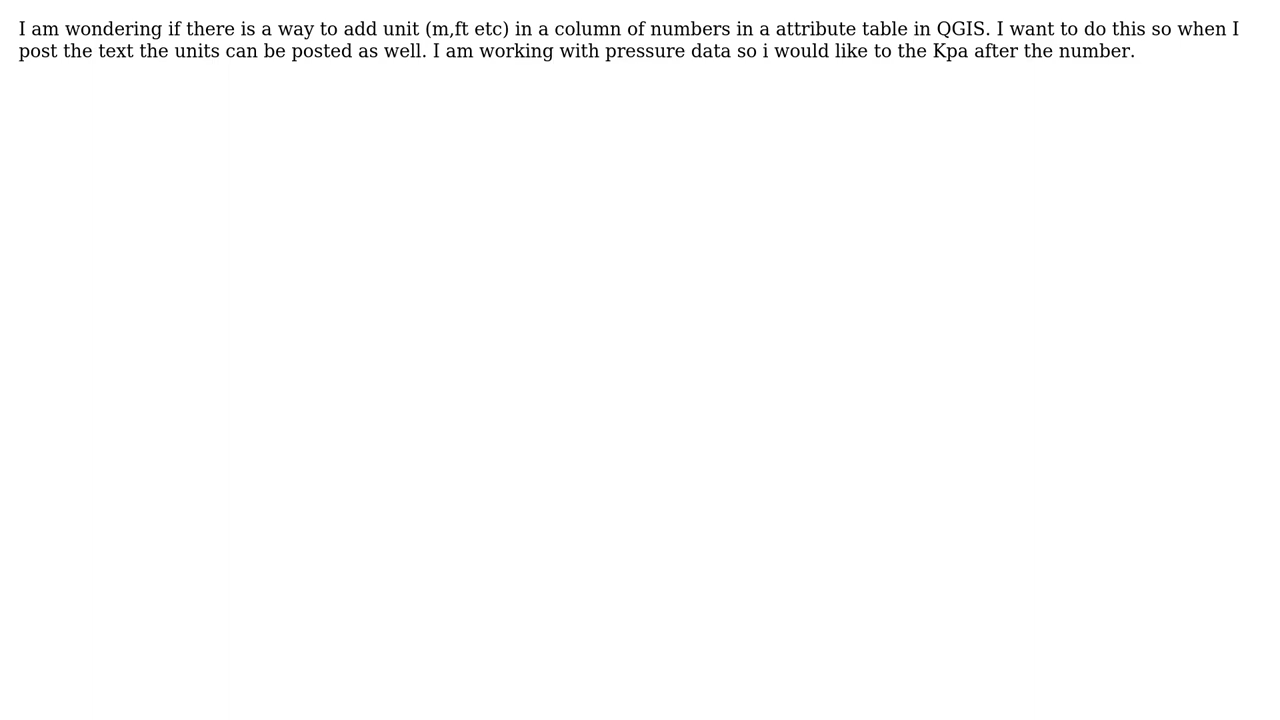 I am wondering if there is a way to add unit (m,ft etc) in a column of numbers in a attribute table in QGIS. I want to do this so when I
post the text the units can be posted as well. I am working with pressure data so i would like to the Kpa after the number.